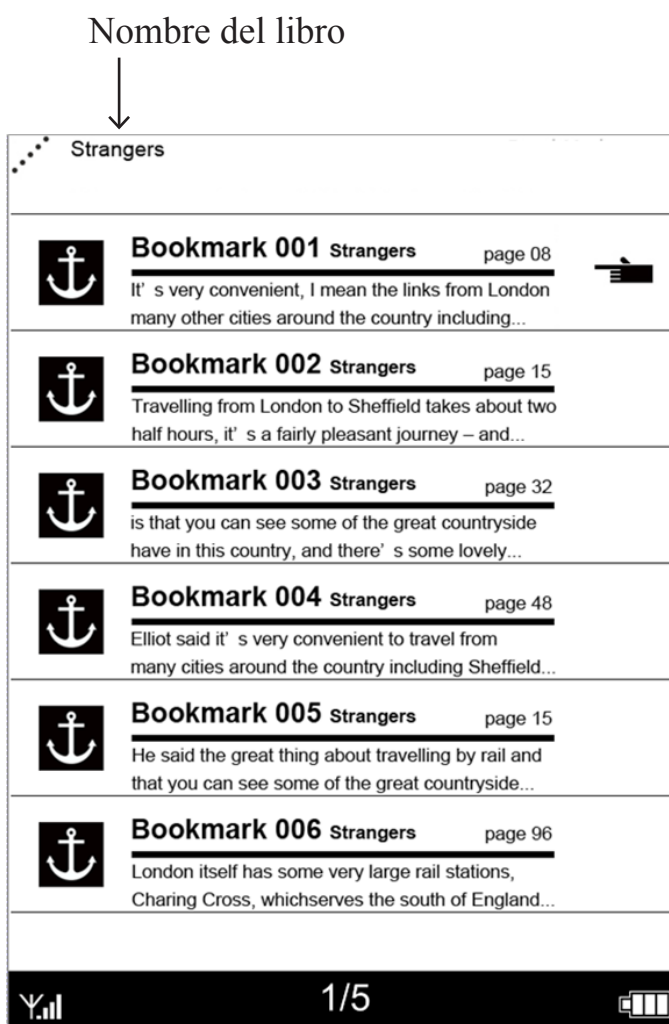 Nombre del libro
Strangers
Bookmark 001 Strangers page 08
It' s very convenient, I mean the links from London
many other cities around the country including...
Bookmark 002 Strangers page 15
Travelling from London to Sheffield takes about two
half hours, it' s a fairly pleasant journey – and...
Bookmark 003 Strangers page 32
is that you can see some of the great countryside
have in this country, and there' s some lovely...
Bookmark 004 Strangers page 48
Elliot said it' s very convenient to travel from
many cities around the country including Sheffield...
Bookmark 005 Strangers page 15
He said the great thing about travelling by rail and
that you can see some of the great countryside...
Bookmark 006 Strangers page 96
London itself has some very large rail stations,
Charing Cross, whichserves the south of England...
1/5